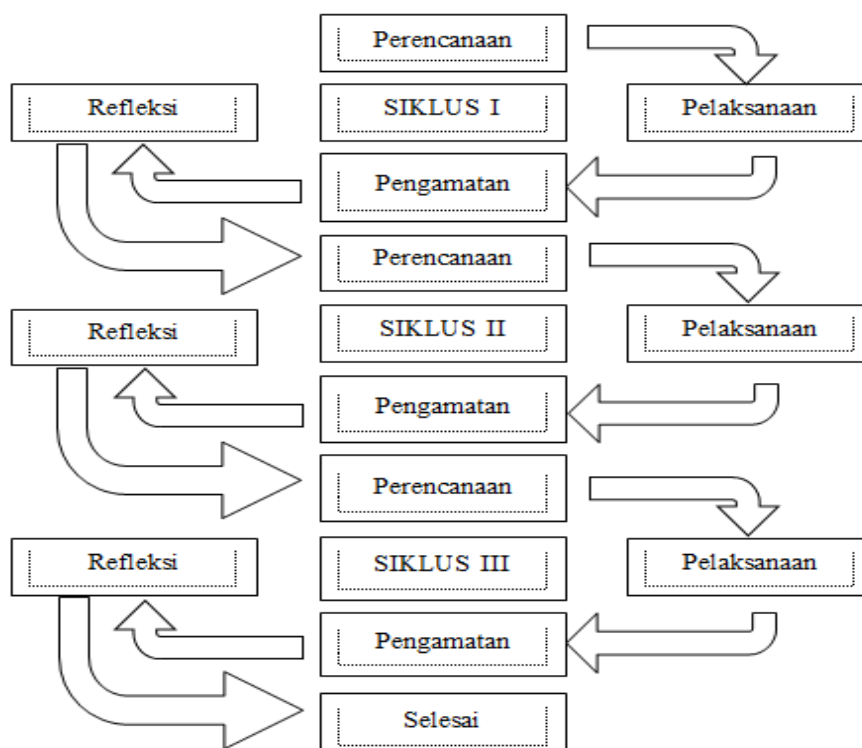 Perencanaan
Refleksi
SIKLUS I
Pelaksanaan
Pengamatan
Perencanaan
Refleksi
SIKLUS II
Pelaksanaan
Pengamatan
Perencanaan
Refleksi
SIKLUS III
Pelaksanaan
Pengamatan
Selesai